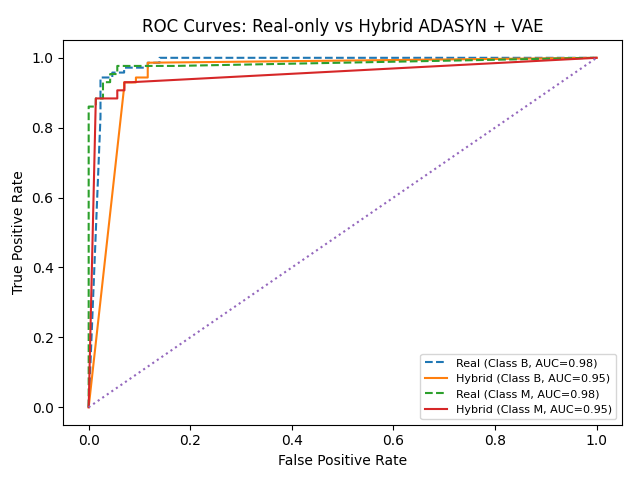 ROC Curves: Real-only vs Hybrid ADASYN + VAE
True Positive Rate
1.0
0.8
0.6
0.4
0.2
0.0
0.0 0.2 0.4 0.6 0.8 1.0
False Positive Rate
Real (Class B, AUC=0.98)
Hybrid (Class B, AUC=0.95)
Real (Class M, AUC=0.98)
Hybrid (Class M, AUC=0.95)